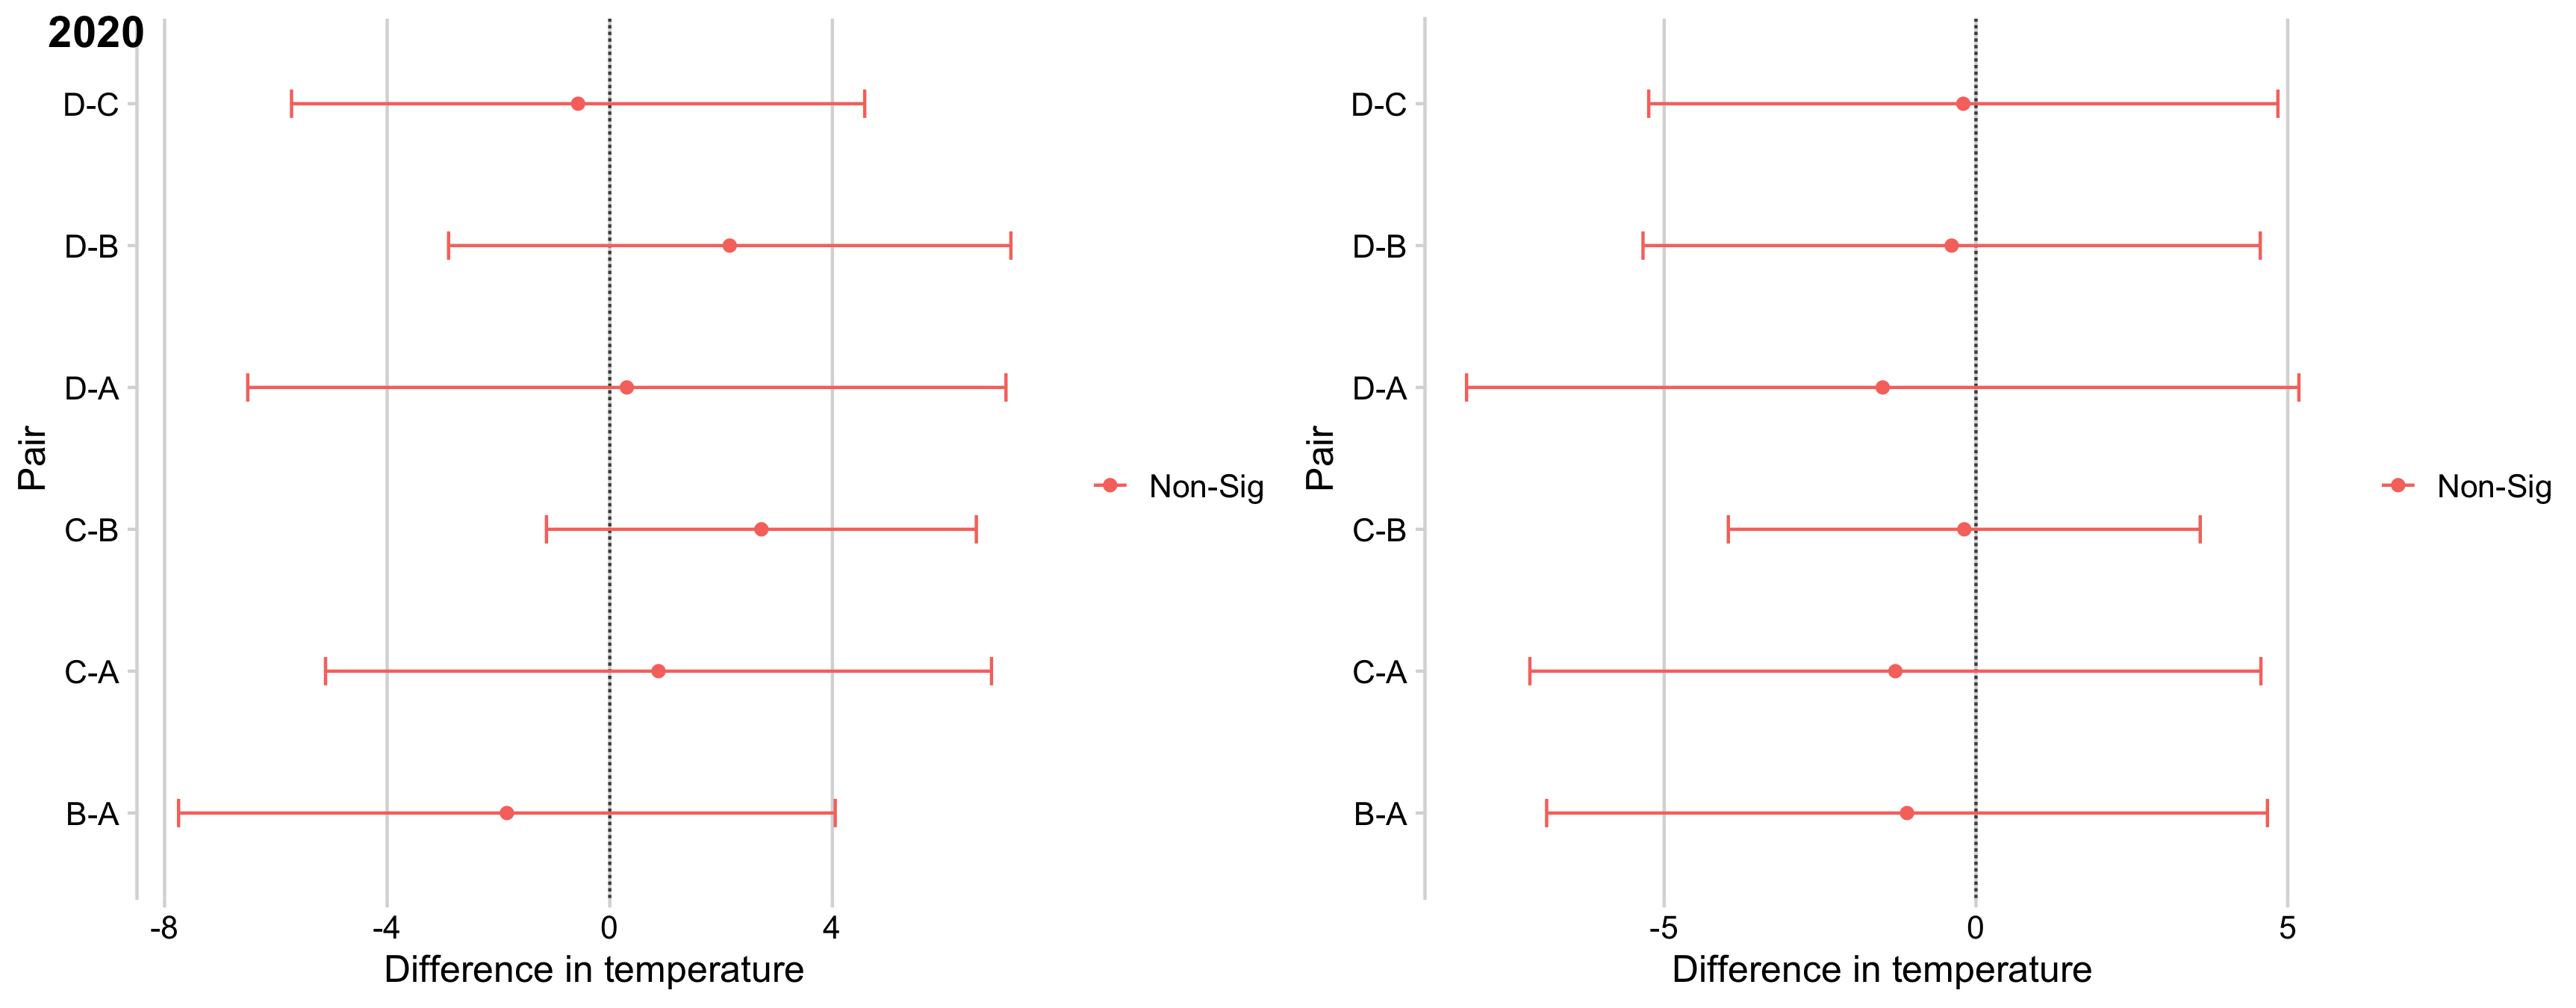 2020
D-C
D-B
D-A
C-B
C-A
B-A
Pair
-8 -4 0 4
Difference in temperature
Non-Sig
D-C
D-B
D-A
C-B
C-A
B-A
Pair
-5 0 5
Difference in temperature
Non-Sig